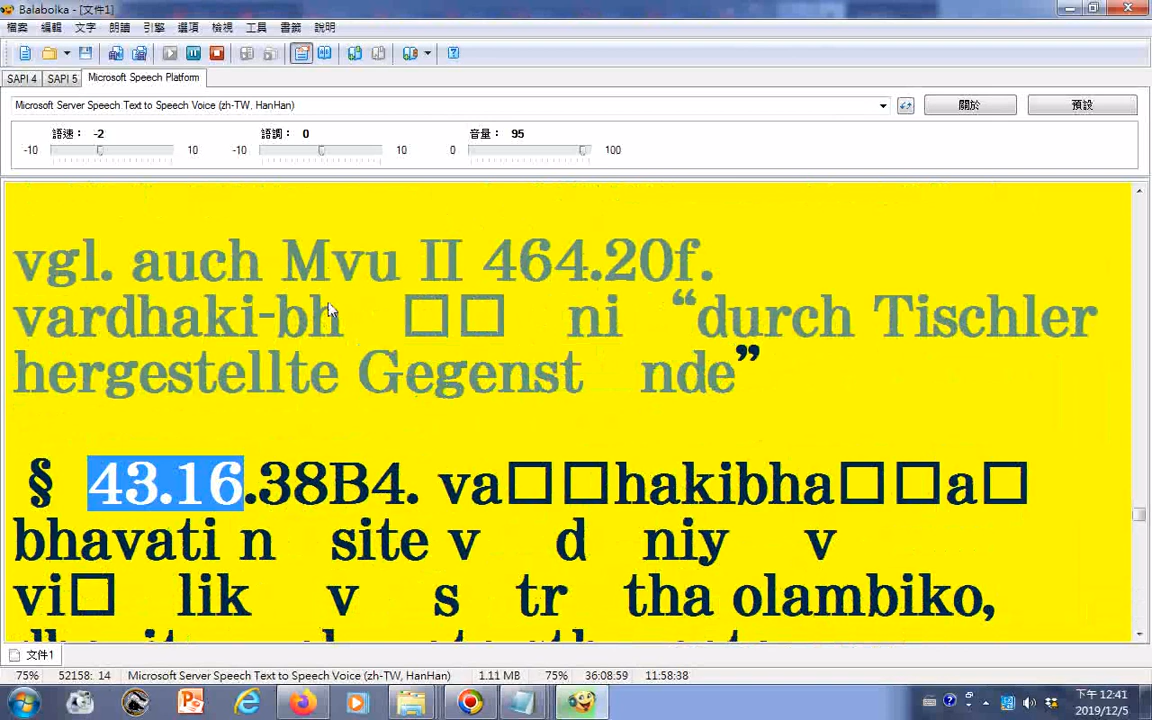 Balabolka - [文件1]
檔案 編輯 文字 朗讀 引擎 選項 檢視 工具 書籤 說明
SAPI 4 SAPI 5 Microsoft Speech Platform
Microsoft Server Speech Text to Speech Voice (zh-TW, HanHan) 關於 預設
語速： -2 語調： 0 音量： 95
-10 10 -10 10 0 100
vgl. auch Mvu II 464.20f.
vardhaki-bh □□ ni “durch Tischler
hergestellte Gegenst nde”
§ 43.16.38B4. va□□hakibha□□a□
bhavati n site v d niy v
vi□ lik v s tr tha olambiko,
文件1
75% 52158: 14 Microsoft Server Speech Text to Speech Voice (zh-TW, HanHan) 1.11 MB 75% 36:08:59 11:58:38
下午 12:41
2019/12/5